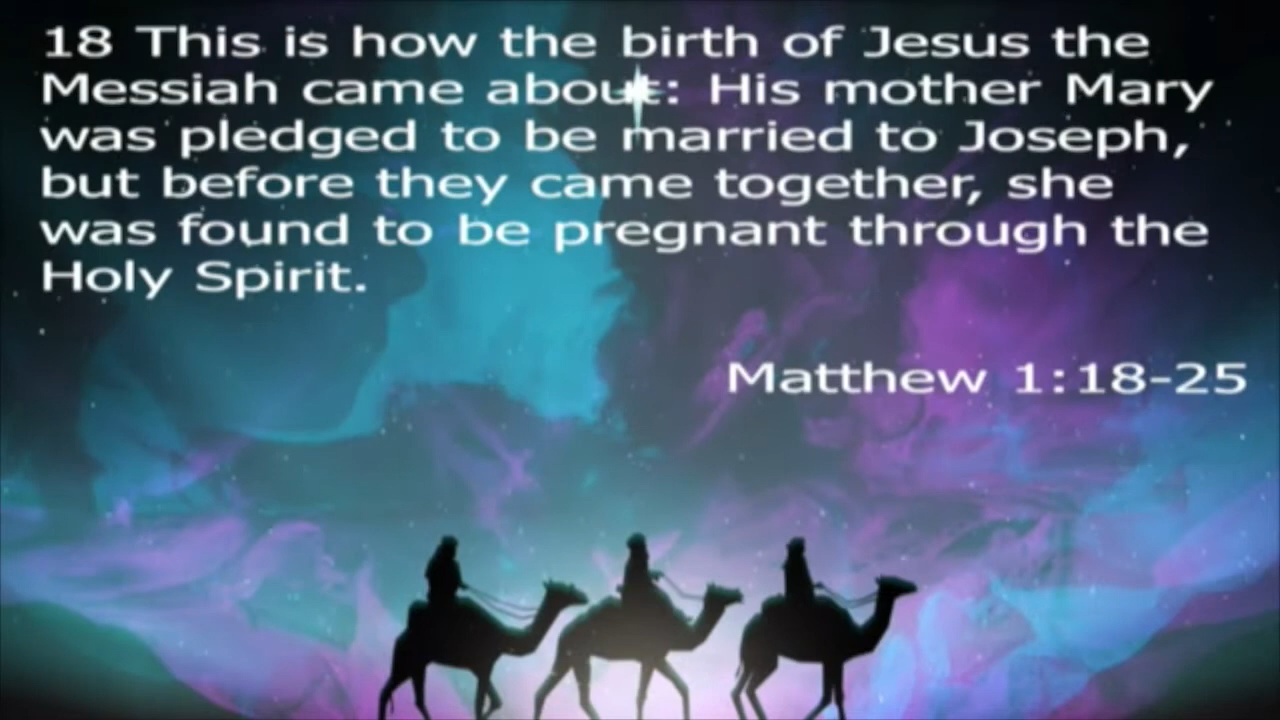 18 This is how the birth of Jesus the
Messiah came about: His mother Mary
was pledged to be married to Joseph,
but before they came together, she
was found to be pregnant through the
Holy Spirit.
Matthew 1:18-25